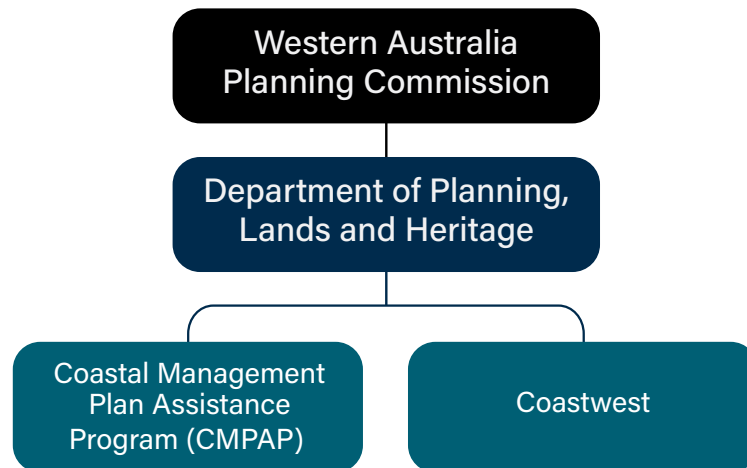 Western Australia
Planning Commission
Department of Planning,
Lands and Heritage
Coastal Management
Plan Assistance
Program (CMPAP)
Coastwest